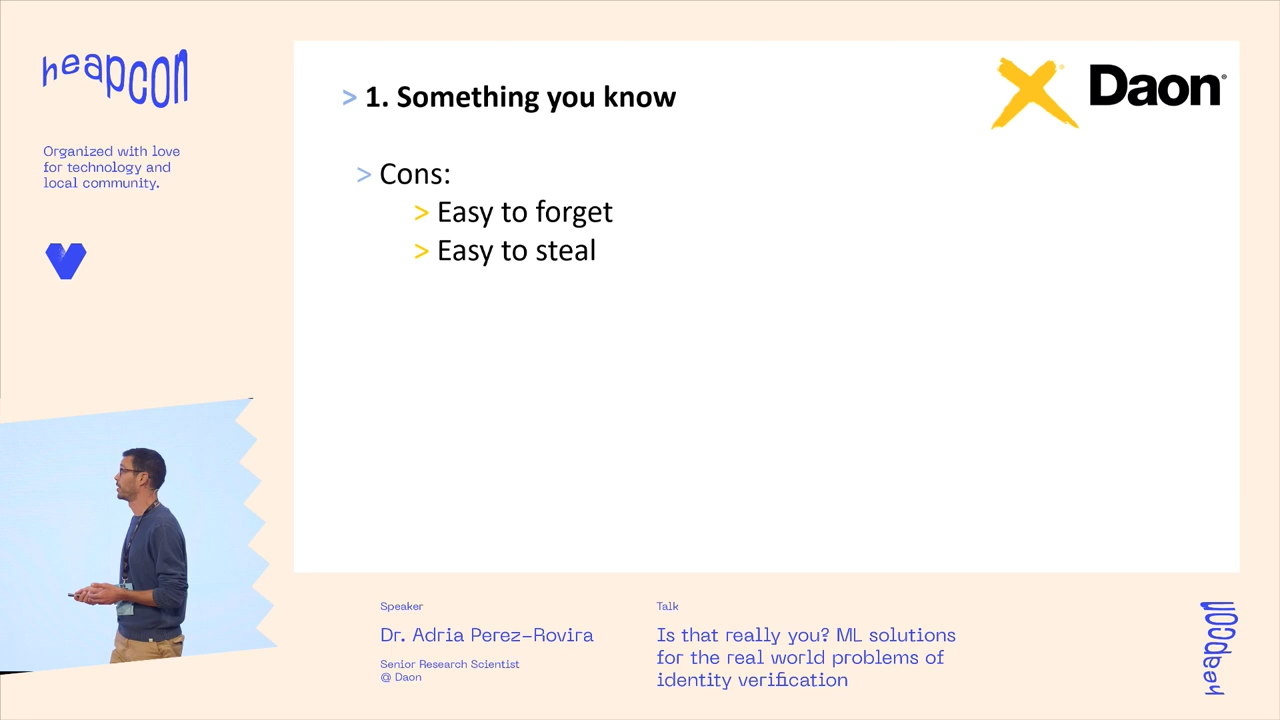 heapcon
Organized with love
for technology and
local community.
> 1. Something you know
Daon®
> Cons:
> Easy to forget
> Easy to steal
Speaker
Dr. Adria Perez-Rovira
Senior Research Scientist
@ Daon
Talk
Is that really you? ML solutions
for the real world problems of
identity verification
heapcon